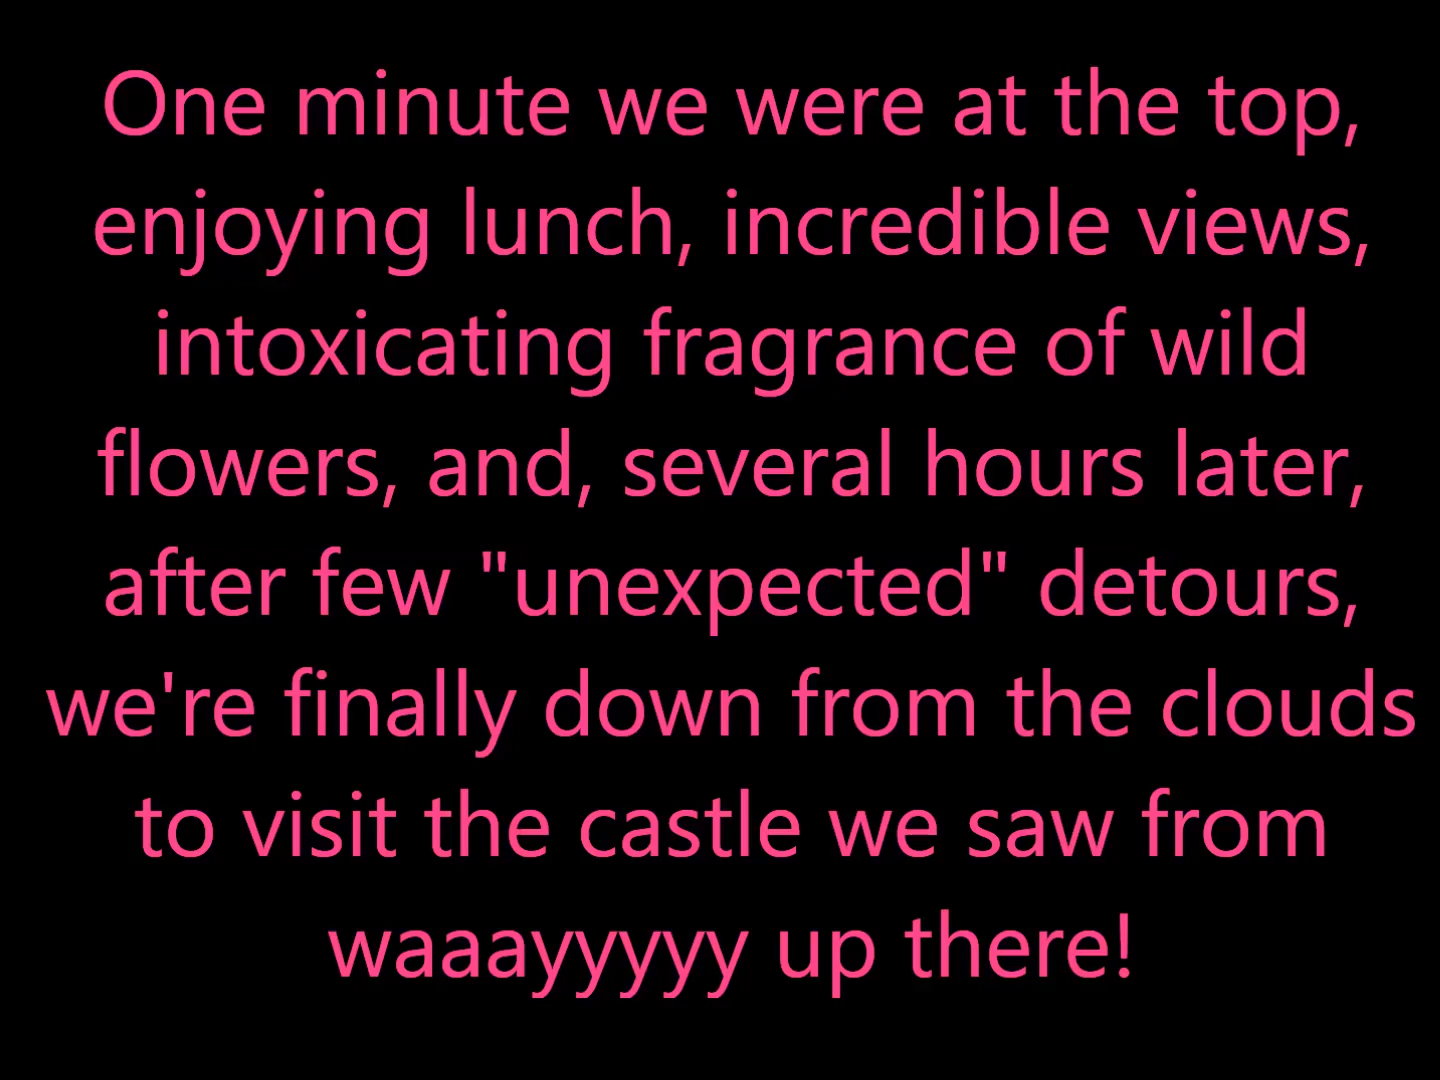 One minute we were at the top,
enjoying lunch, incredible views,
intoxicating fragrance of wild
flowers, and, several hours later,
after few "unexpected" detours,
we're finally down from the clouds
to visit the castle we saw from
waaayyyyy up there!